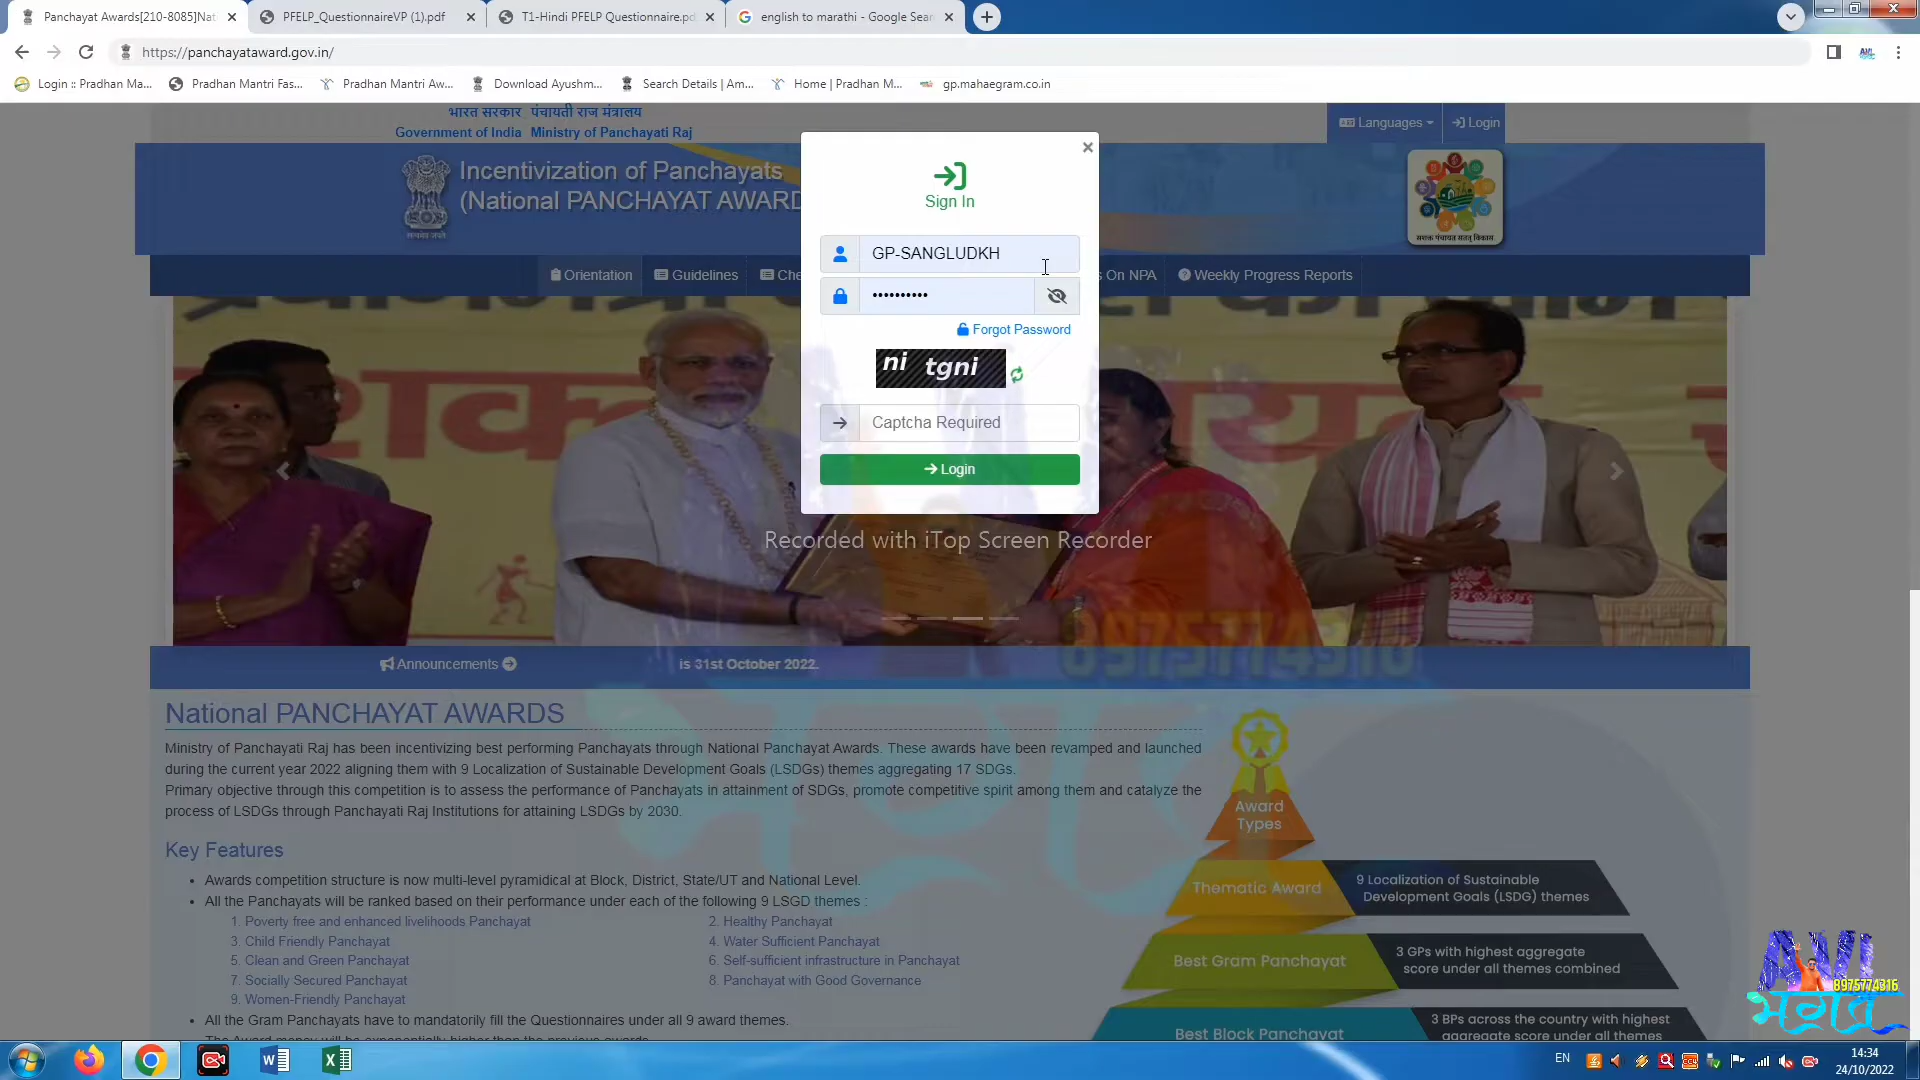 Panchayat Awards[210-8085]Nat
PFELP_QuestionnaireVP (1).pdf
T1-Hindi PFELP Questionnaire.pd
english to marathi - Google Sear
https://panchayataward.gov.in/
Login :: Pradhan Ma...
Pradhan Mantri Fas...
Pradhan Mantri Aw...
Download Ayushm...
Search Details | Am...
Home | Pradhan M...
gp.mahaegram.co.in
भारत सरकार पंचायती राज मंत्रालय
Government of India Ministry of Panchayati Raj
Languages
Login
Incentivization of Panchayats
(National PANCHAYAT AWARD
सत्यमेव जयते
सशक्त पंचायत सतत् विकास
Sign In
GP-SANGLUDKH
••••••••••
Forgot Password
ni tgni
Captcha Required
Login
Orientation
Guidelines
Che
s On NPA
Weekly Progress Reports
Recorded with iTop Screen Recorder
8975774316
Announcements
is 31st October 2022.
National PANCHAYAT AWARDS
Ministry of Panchayati Raj has been incentivizing best performing Panchayats through National Panchayat Awards. These awards have been revamped and launched
during the current year 2022 aligning them with 9 Localization of Sustainable Development Goals (LSDGs) themes aggregating 17 SDGs.
Primary objective through this competition is to assess the performance of Panchayats in attainment of SDGs, promote competitive spirit among them and catalyze the
process of LSDGs through Panchayati Raj Institutions for attaining LSDGs by 2030.
Key Features
• Awards competition structure is now multi-level pyramidical at Block, District, State/UT and National Level.
• All the Panchayats will be ranked based on their performance under each of the following 9 LSGD themes :
1. Poverty free and enhanced livelihoods Panchayat
2. Healthy Panchayat
3. Child Friendly Panchayat
4. Water Sufficient Panchayat
5. Clean and Green Panchayat
6. Self-sufficient infrastructure in Panchayat
7. Socially Secured Panchayat
8. Panchayat with Good Governance
9. Women-Friendly Panchayat
• All the Gram Panchayats have to mandatorily fill the Questionnaires under all 9 award themes.
Award
Types
Thematic Award
9 Localization of Sustainable
Development Goals (LSDG) themes
Best Gram Panchayat
3 GPs with highest aggregate
score under all themes combined
Best Block Panchayat
3 BPs across the country with highest
aggregate score under all themes
AVI
8975774316
भगत
EN
14:34
24/10/2022